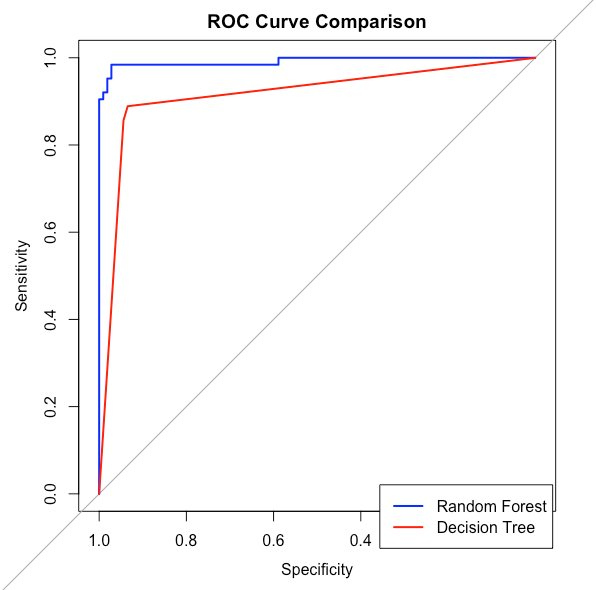 ROC Curve Comparison
Sensitivity
1.0
0.8
0.6
0.4
0.2
0.0
1.0 0.8 0.6 0.4
Specificity
Random Forest
Decision Tree